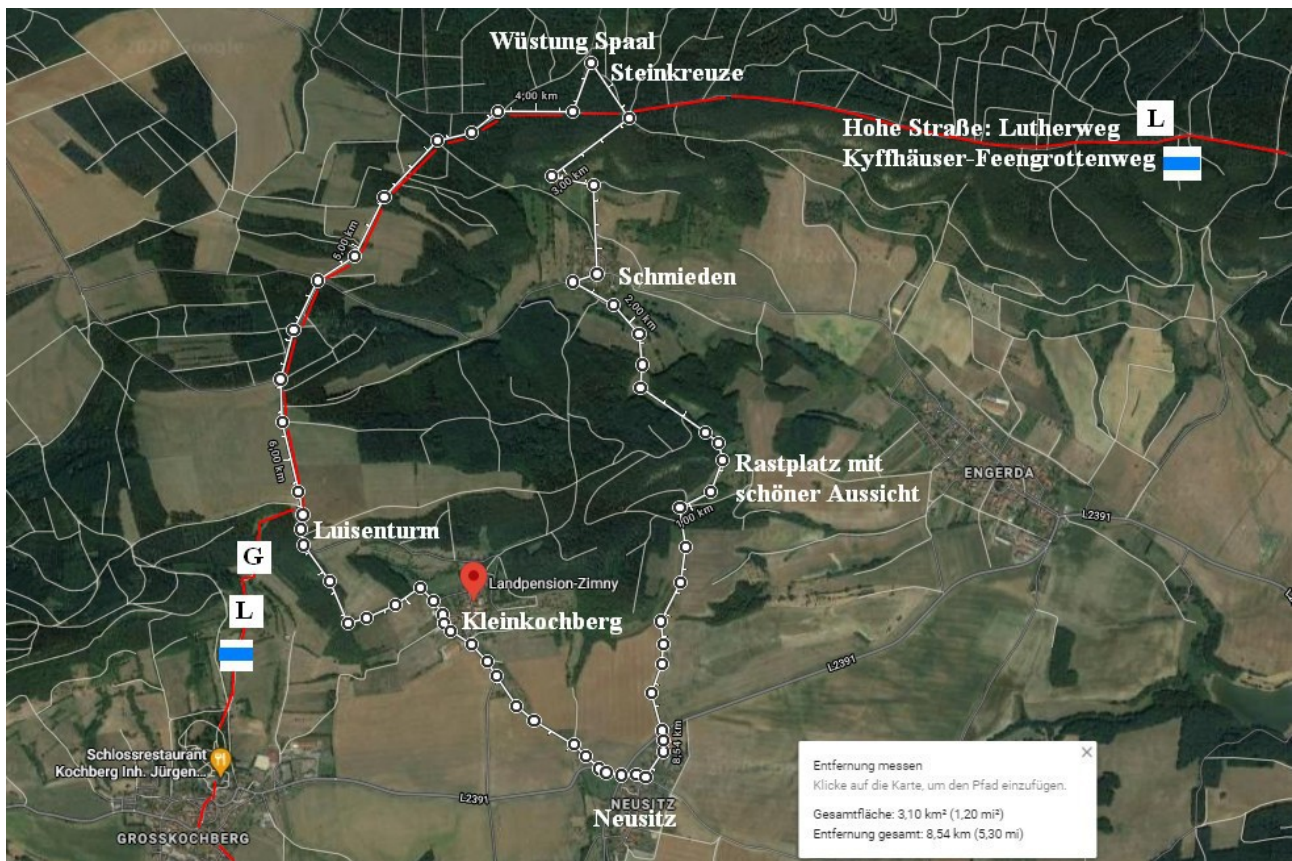 © 2020 Google
Wüstung Spaal
Steinkreuze
4,00 km
L
Hohe Straße: Lutherweg
Kyffhäuser-Feengrottenweg
3,00 km
5,00 km
Schmieden
2,00 km
6,00 km
Rastplatz mit
schöner Aussicht
ENGERDA
1,00 km
L2391
Luisenturm
G
Landpension-Zimny
L
Kleinkochberg
L2391
8,54 km
Schlossrestaurant
Kochberg Inh. Jürgen...
L2391
NEUSITZ
Neusitz
GROSSKOCHBERG
Entfernung messen
Klicke auf die Karte, um den Pfad einzufügen.
Gesamtfläche: 3,10 km² (1,20 mi²)
Entfernung gesamt: 8,54 km (5,30 mi)